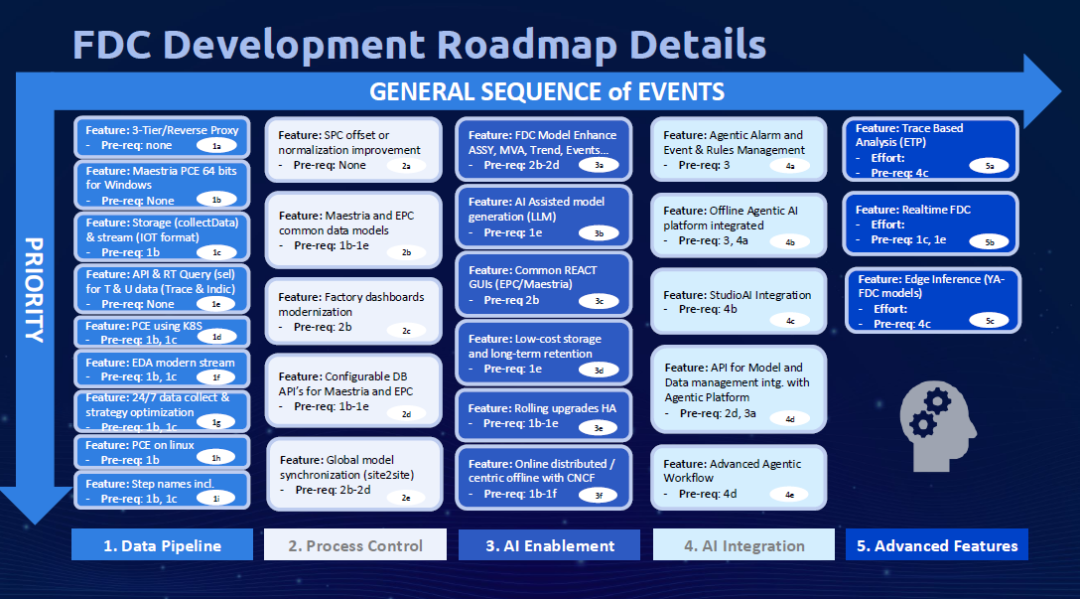 FDC Development Roadmap Details
GENERAL SEQUENCE of EVENTS
PRIORITY
Feature: 3-Tier/Reverse Proxy
- Pre-req: none
1a
Feature: Maestria PCE 64 bits
for Windows
- Pre-req: None
1b
Feature: Storage (collectData)
& stream (IOT format)
- Pre-req: 1b
1c
Feature: API & RT Query (sel)
for T & U data (Trace & Indic)
- Pre-req: None
1e
Feature: PCE using K8S
- Pre-req: 1b, 1c
1d
Feature: EDA modern stream
- Pre-req: 1b, 1c
1f
Feature: 24/7 data collect &
strategy optimization
- Pre-req: 1b, 1c
1g
Feature: PCE on linux
- Pre-req: 1b
1h
Feature: Step names incl.
- Pre-req: 1b, 1c
1i
1. Data Pipeline
Feature: SPC offset or
normalization improvement
- Pre-req: None
2a
Feature: Maestria and EPC
common data models
- Pre-req: 1b-1e
2b
Feature: Factory dashboards
modernization
- Pre-req: 2b
2c
Feature: Configurable DB
API's for Maestria and EPC
- Pre-req: 1b-1e
2d
Feature: Global model
synchronization (site2site)
- Pre-req: 2b-2d
2e
2. Process Control
Feature: FDC Model Enhance
ASSY, MVA, Trend, Events...
- Pre-req: 2b-2d
3a
Feature: AI Assisted model
generation (LLM)
- Pre-req: 1e
3b
Feature: Common REACT
GUIs (EPC/Maestria)
- Pre-req 2b
3c
Feature: Low-cost storage
and long-term retention
- Pre-req: 1e
3d
Feature: Rolling upgrades HA
- Pre-req: 1b-1e
3e
Feature: Online distributed /
centric offline with CNCF
- Pre-req: 1b-1f
3f
3. AI Enablement
Feature: Agentic Alarm and
Event & Rules Management
- Pre-req: 3
4a
Feature: Offline Agentic AI
platform integrated
- Pre-req: 3, 4a
4b
Feature: StudioAI Integration
- Pre-req: 4b
4c
Feature: API for Model and
Data management intg. with
Agentic Platform
- Pre-req: 2d, 3a
4d
Feature: Advanced Agentic
Workflow
- Pre-req: 4d
4e
4. AI Integration
Feature: Trace Based
Analysis (ETP)
- Effort:
- Pre-req: 4c
5a
Feature: Realtime FDC
- Effort:
- Pre-req: 1c, 1e
5b
Feature: Edge Inference (YA-
FDC models)
- Effort:
- Pre-req: 4c
5c
5. Advanced Features